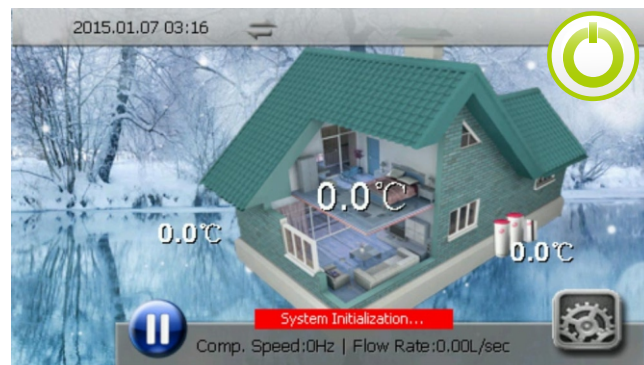 2015.01.07 03:16
0.0℃
0.0℃
0.0℃
System Initialization...
Comp. Speed:0Hz | Flow Rate:0.00L/sec